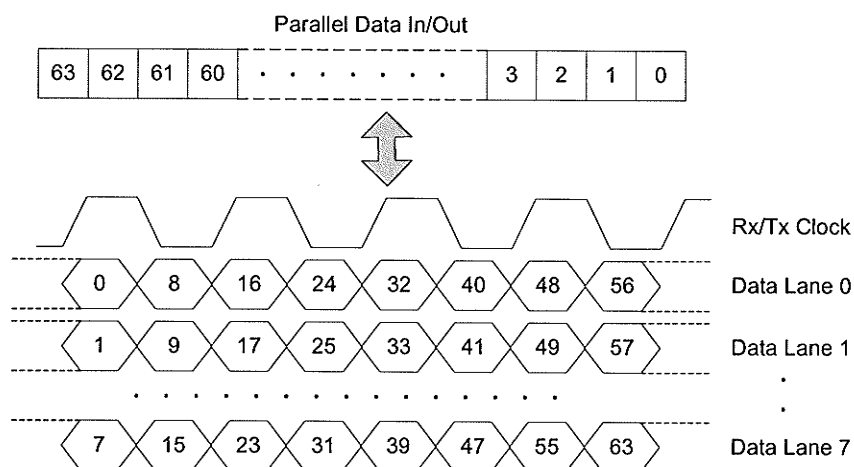 Parallel Data In/Out
63 62 61 60 . . . . . . . 3 2 1 0
Rx/Tx Clock
0 8 16 24 32 40 48 56 Data Lane 0
1 9 17 25 33 41 49 57 Data Lane 1
7 15 23 31 39 47 55 63 Data Lane 7